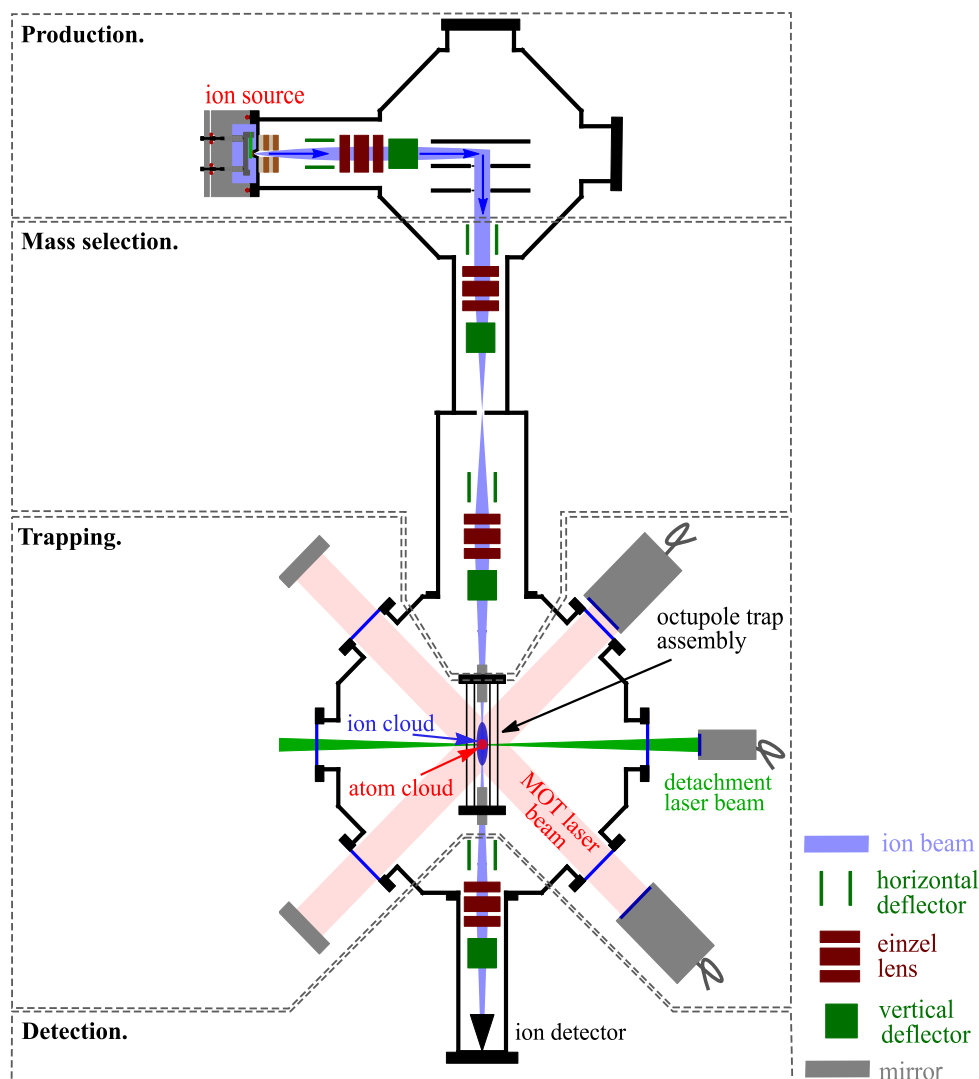 Production.
ion source
Mass selection.
Trapping.
octupole trap
assembly
ion cloud
atom cloud
detachment
laser beam
MOT laser
beam
ion beam
horizontal
deflector
einzel
lens
vertical
deflector
mirror
Detection.
ion detector